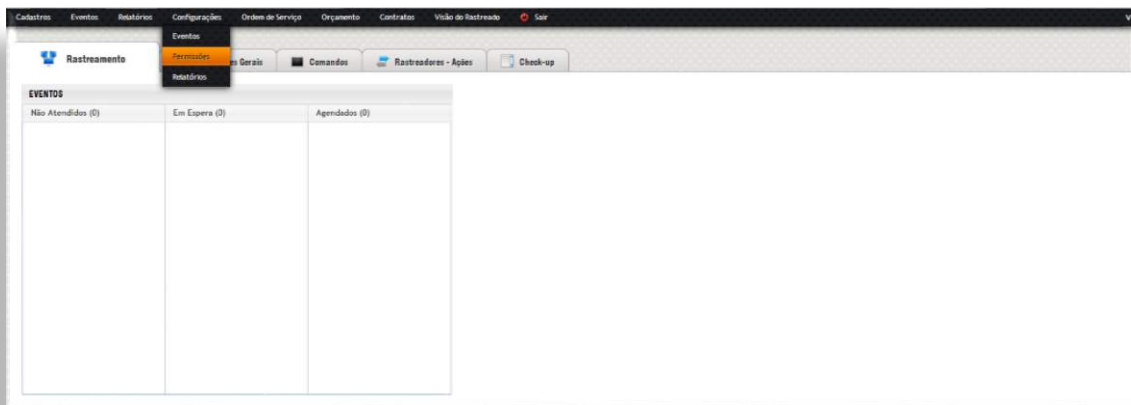 Cadastros Eventos Relatórios Configurações Ordem de Serviço Orçamento Contratos Visão do Rastreado Sair V
Eventos
Permissões
Relatórios
Rastreamento es Gerais Comandos Rastreadores - Ações Check-up
EVENTOS
Não Atendidos (0) Em Espera (0) Agendados (0)